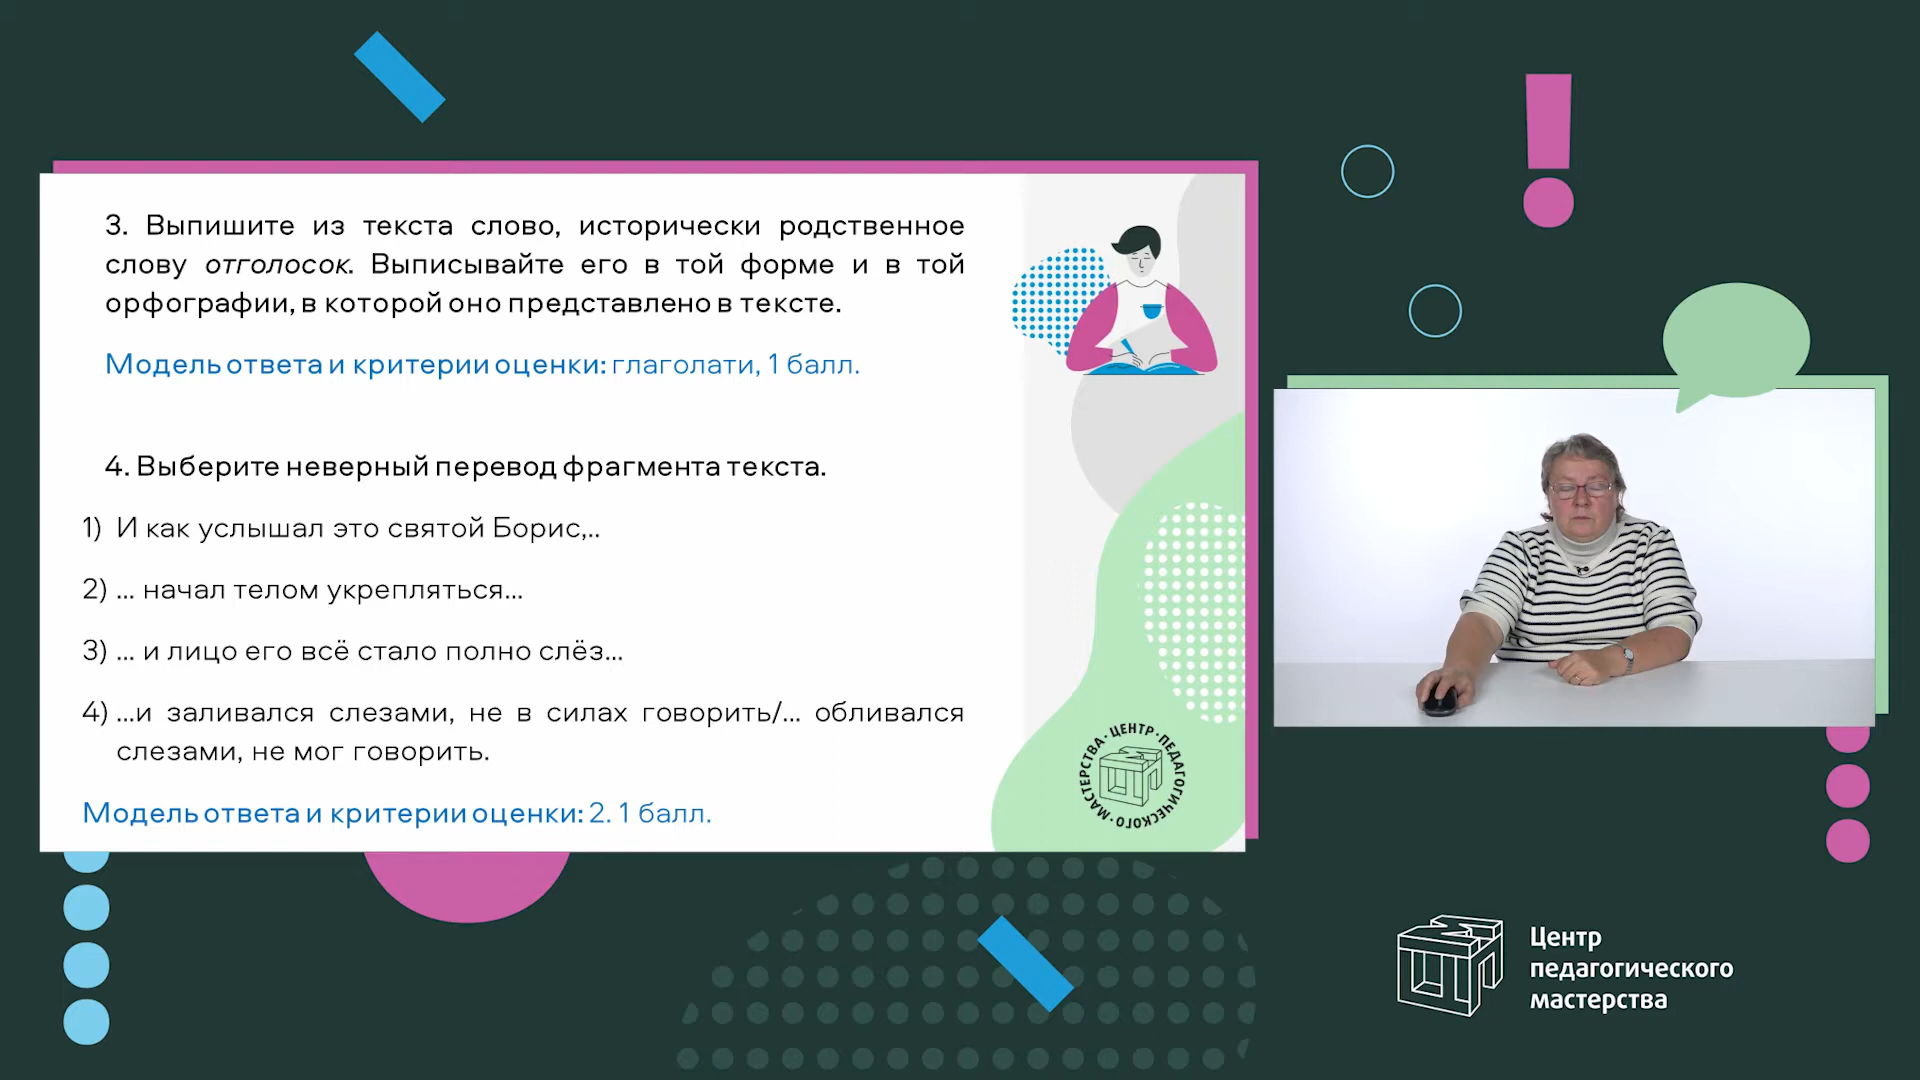 3. Выпишите из текста слово, исторически родственное
слову отголосок. Выписывайте его в той форме и в той
орфографии, в которой оно представлено в тексте.
Модель ответа и критерии оценки: глаголати, 1 балл.
4. Выберите неверный перевод фрагмента текста.
1) И как услышал это святой Борис,..
2) ... начал телом укрепляться...
3) ... и лицо его всё стало полно слёз...
4) ...и заливался слезами, не в силах говорить/... обливался
слезами, не мог говорить.
Модель ответа и критерии оценки: 2. 1 балл.
ЦЕНТР · ПЕДАГОГИЧЕСКОГО · МАСТЕРСТВА ·
Центр
педагогического
мастерства